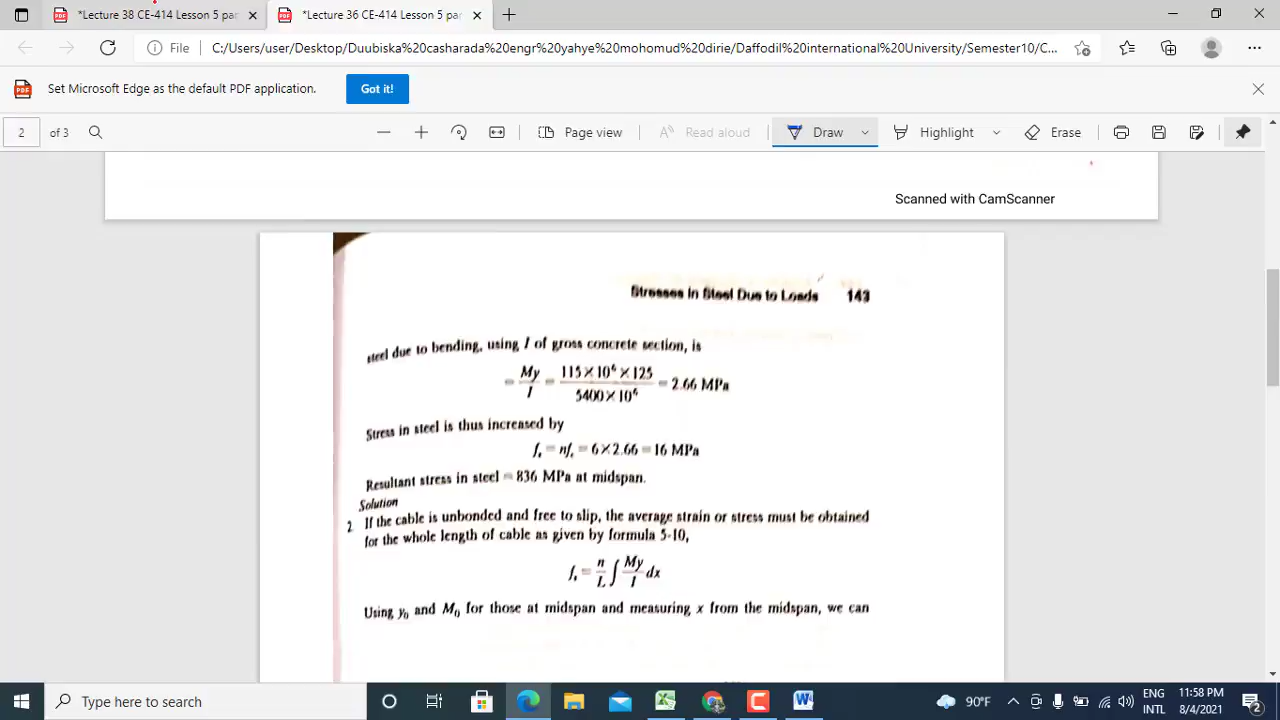 *Lecture 38 CE-414 Lesson 5 par
*Lecture 36 CE-414 Lesson 5 par
File C:/Users/user/Desktop/Duubiska%20casharada%20engr%20yahye%20mohomud%20dirie/Daffodil%20international%20University/Semester10/C...
Set Microsoft Edge as the default PDF application. Got it!
2 of 3 Page view Read aloud Draw Highlight Erase
Scanned with CamScanner
Stresses in Steel Due to Loads 143
steel due to bending, using I of gross concrete section, is
= My/I = 115×10⁶×125/5400×10⁶ = 2.66 MPa
Stress in steel is thus increased by
fₛ = nf꜀ = 6×2.66 = 16 MPa
Resultant stress in steel = 836 MPa at midspan.
Solution
2 If the cable is unbonded and free to slip, the average strain or stress must be obtained
for the whole length of cable as given by formula 5-10,
fₛ = n/L ∫ My/I dx
Using y₀ and M₀ for those at midspan and measuring x from the midspan, we can
Type here to search
90°F
ENG
INTL
11:58 PM
8/4/2021
2